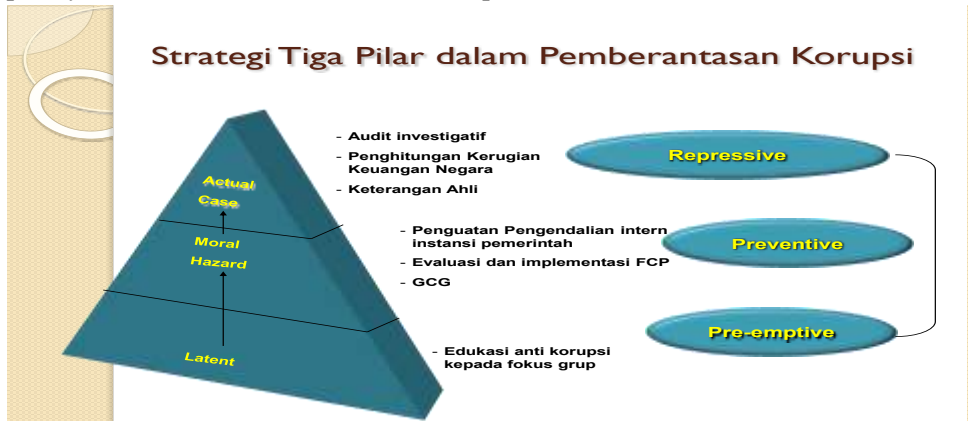 Strategi Tiga Pilar dalam Pemberantasan Korupsi
- Audit investigatif
- Penghitungan Kerugian
Keuangan Negara
- Keterangan Ahli
Repressive
Actual
Case
- Penguatan Pengendalian intern
instansi pemerintah
- Evaluasi dan implementasi FCP
- GCG
Preventive
Moral
Hazard
- Edukasi anti korupsi
kepada fokus grup
Pre-emptive
Latent